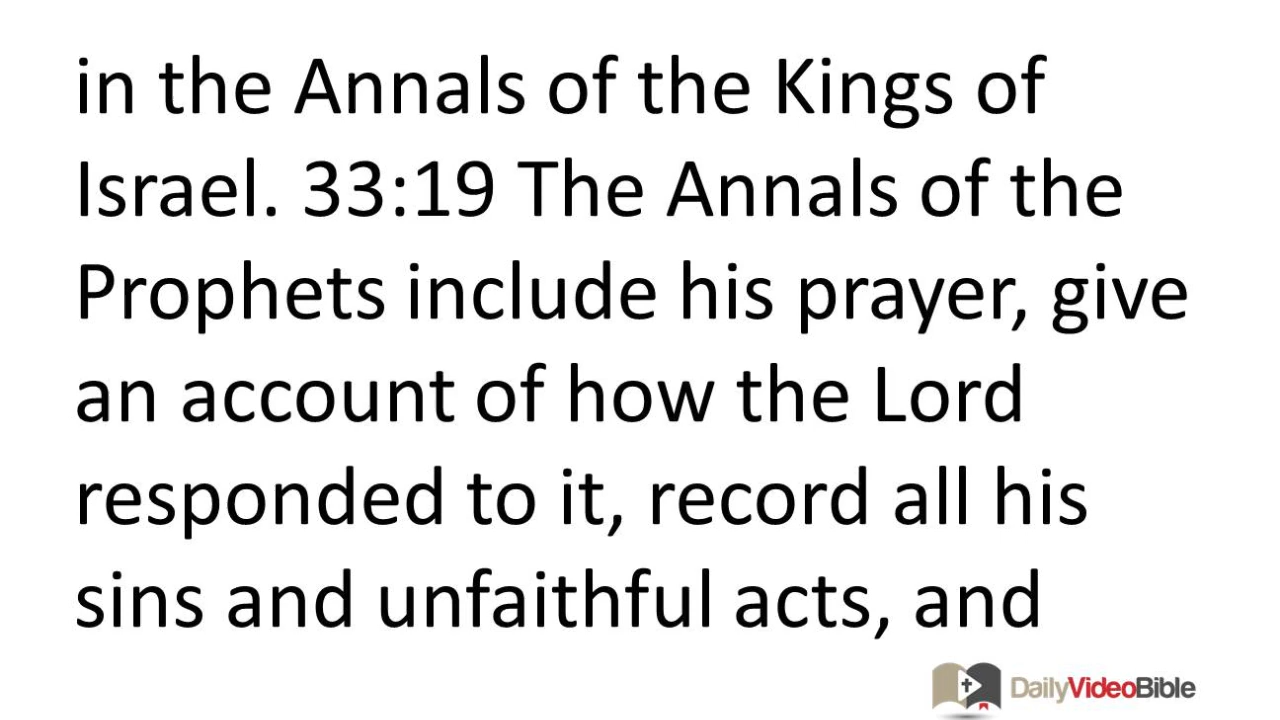 in the Annals of the Kings of
Israel. 33:19 The Annals of the
Prophets include his prayer, give
an account of how the Lord
responded to it, record all his
sins and unfaithful acts, and
DailyVideoBible